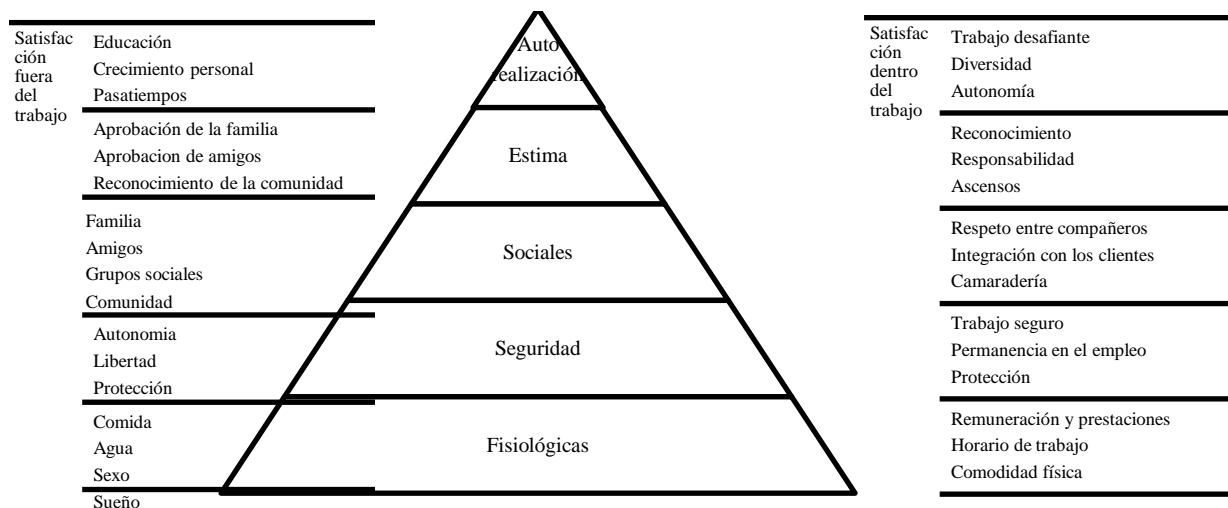 Satisfac
ción
fuera
del
trabajo
Educación
Crecimiento personal
Pasatiempos
Aprobación de la familia
Aprobacion de amigos
Reconocimiento de la comunidad
Familia
Amigos
Grupos sociales
Comunidad
Autonomia
Libertad
Protección
Comida
Agua
Sexo
Sueño
Auto
realización
Estima
Sociales
Seguridad
Fisiológicas
Satisfac
ción
dentro
del
trabajo
Trabajo desafiante
Diversidad
Autonomía
Reconocimiento
Responsabilidad
Ascensos
Respeto entre compañeros
Integración con los clientes
Camaradería
Trabajo seguro
Permanencia en el empleo
Protección
Remuneración y prestaciones
Horario de trabajo
Comodidad física